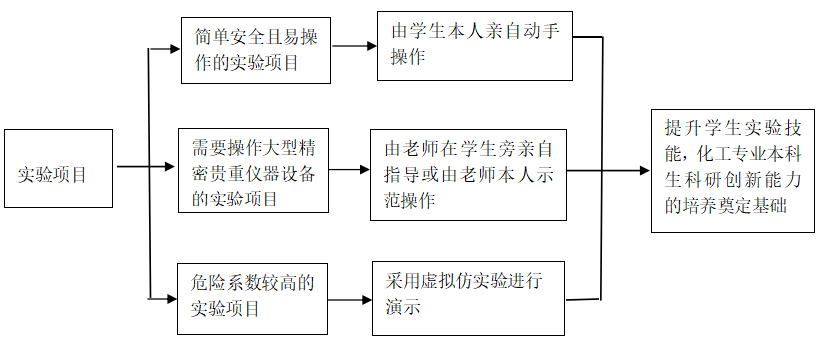 实验项目
简单安全且易操
作的实验项目
由学生本人亲自动手
操作
需要操作大型精
密贵重仪器设备
的实验项目
由老师在学生旁亲自
指导或由老师本人示
范操作
危险系数较高的
实验项目
采用虚拟仿实验进行
演示
提升学生实验技
能，化工专业本科
生科研创新能力
的培养奠定基础